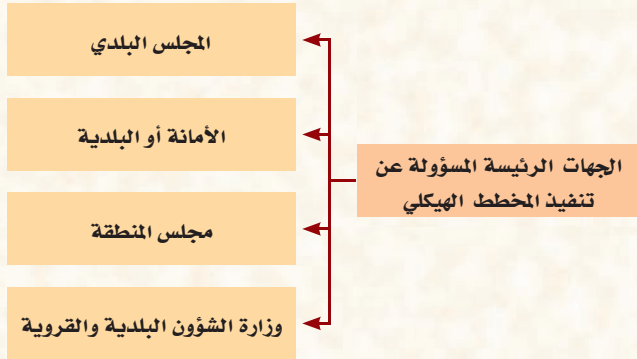 الجهات الرئيسة المسؤولة عن
تنفيذ المخطط الهيكلي
المجلس البلدي
الأمانة أو البلدية
مجلس المنطقة
وزارة الشؤون البلدية والقروية